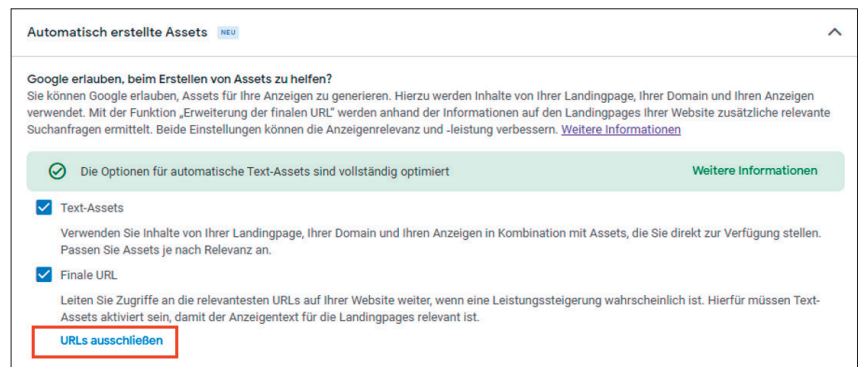 Automatisch erstellte Assets NEU
Google erlauben, beim Erstellen von Assets zu helfen?
Sie können Google erlauben, Assets für Ihre Anzeigen zu generieren. Hierzu werden Inhalte von Ihrer Landingpage, Ihrer Domain und Ihren Anzeigen
verwendet. Mit der Funktion „Erweiterung der finalen URL" werden anhand der Informationen auf den Landingpages Ihrer Website zusätzliche relevante
Suchanfragen ermittelt. Beide Einstellungen können die Anzeigenrelevanz und -leistung verbessern. Weitere Informationen
Die Optionen für automatische Text-Assets sind vollständig optimiert Weitere Informationen
Text-Assets
Verwenden Sie Inhalte von Ihrer Landingpage, Ihrer Domain und Ihren Anzeigen in Kombination mit Assets, die Sie direkt zur Verfügung stellen.
Passen Sie Assets je nach Relevanz an.
Finale URL
Leiten Sie Zugriffe an die relevantesten URLs auf Ihrer Website weiter, wenn eine Leistungssteigerung wahrscheinlich ist. Hierfür müssen Text-
Assets aktiviert sein, damit der Anzeigentext für die Landingpages relevant ist.
URLs ausschließen